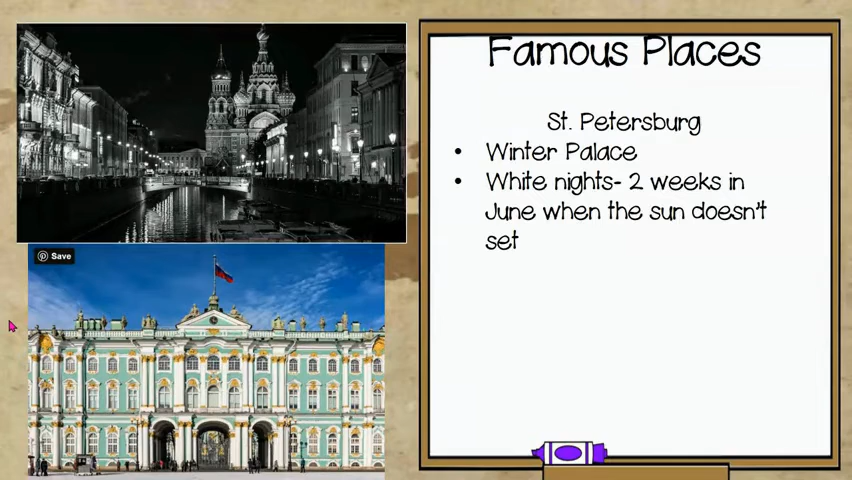 Famous Places
St. Petersburg
• Winter Palace
• White nights- 2 weeks in
June when the sun doesn't
set
Save